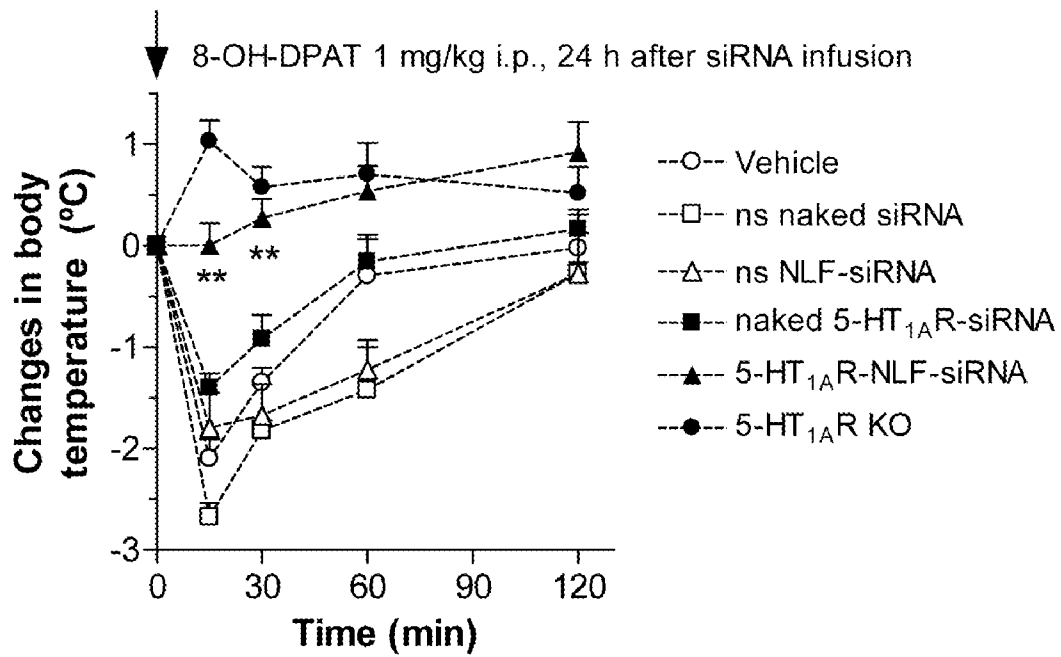 8-OH-DPAT 1 mg/kg i.p., 24 h after siRNA infusion
Changes in body
temperature (ºC)
1
0
-1
-2
-3
**
**
0
30
60
90
120
Time (min)
Vehicle
ns naked siRNA
ns NLF-siRNA
naked 5-HT1AR-siRNA
5-HT1AR-NLF-siRNA
5-HT1AR KO